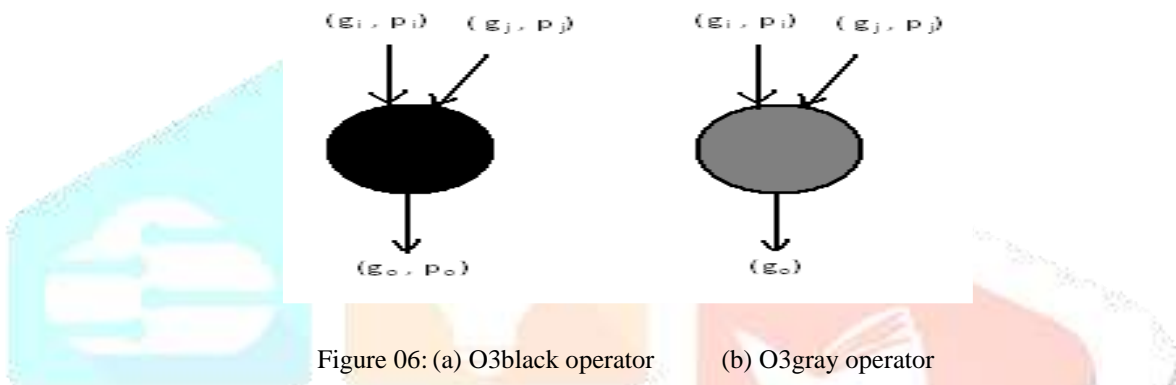 (gᵢ, pᵢ) (gⱼ, pⱼ) (gᵢ, pᵢ) (gⱼ, pⱼ)
(gₒ, pₒ) (gₒ)
Figure 06: (a) O3black operator (b) O3gray operator